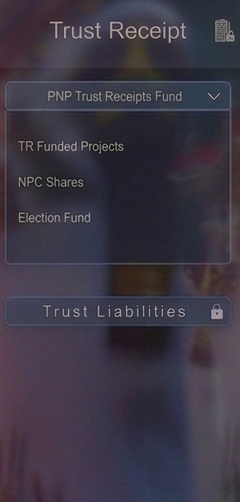 Trust Receipt
PNP Trust Receipts Fund
TR Funded Projects
NPC Shares
Election Fund
Trust Liabilities